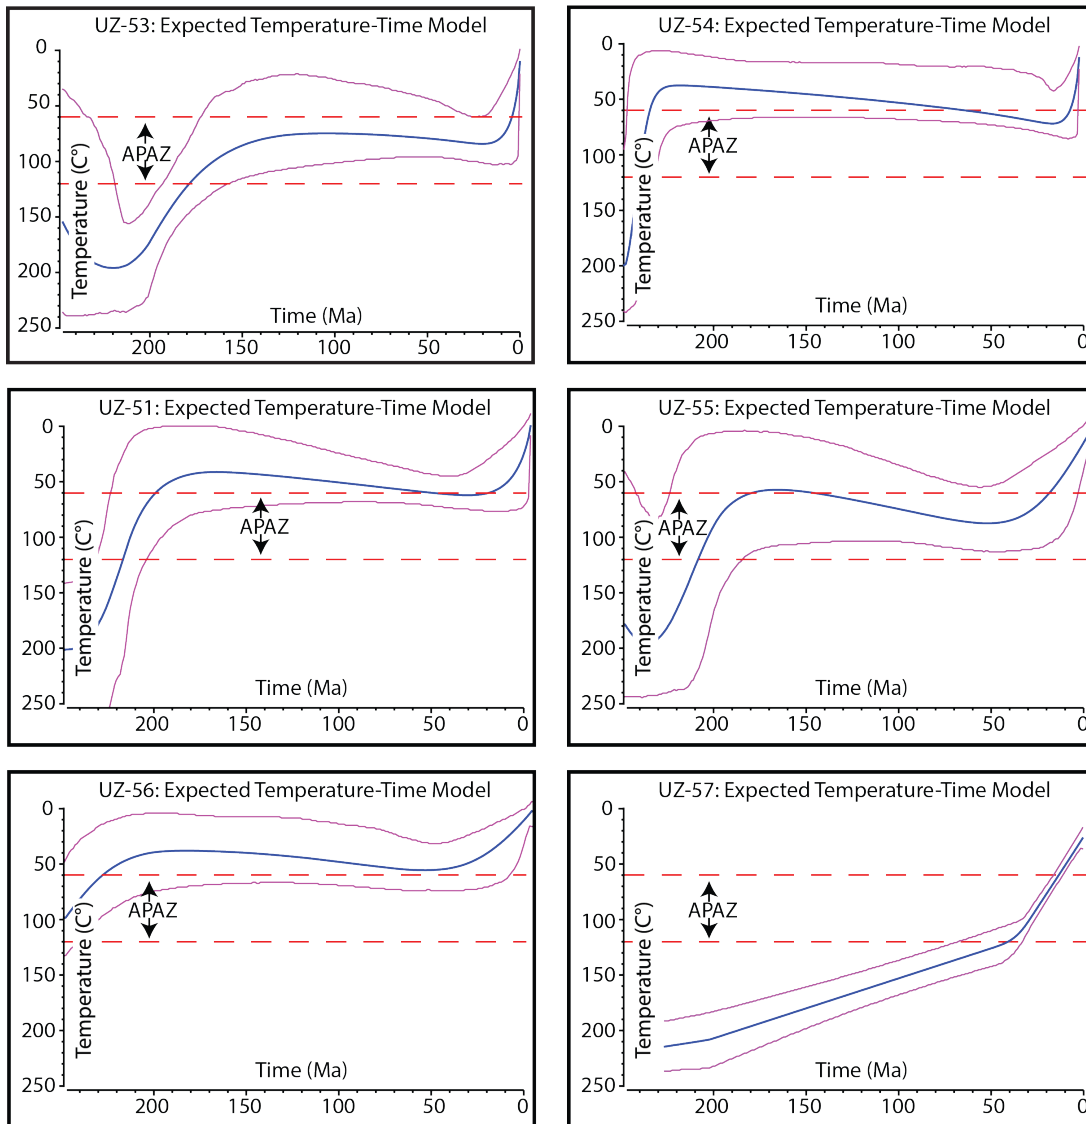 UZ-53: Expected Temperature-Time Model
0
50
100
150
200
250
Temperature (C°)
APAZ
Time (Ma)
200 150 100 50 0
UZ-54: Expected Temperature-Time Model
0
50
100
150
200
250
Temperature (C°)
APAZ
Time (Ma)
200 150 100 50 0
UZ-51: Expected Temperature-Time Model
0
50
100
150
200
250
Temperature (C°)
APAZ
Time (Ma)
200 150 100 50 0
UZ-55: Expected Temperature-Time Model
0
50
100
150
200
250
Temperature (C°)
APAZ
Time (Ma)
200 150 100 50 0
UZ-56: Expected Temperature-Time Model
0
50
100
150
200
250
Temperature (C°)
APAZ
Time (Ma)
200 150 100 50 0
UZ-57: Expected Temperature-Time Model
0
50
100
150
200
250
Temperature (C°)
APAZ
Time (Ma)
200 150 100 50 0